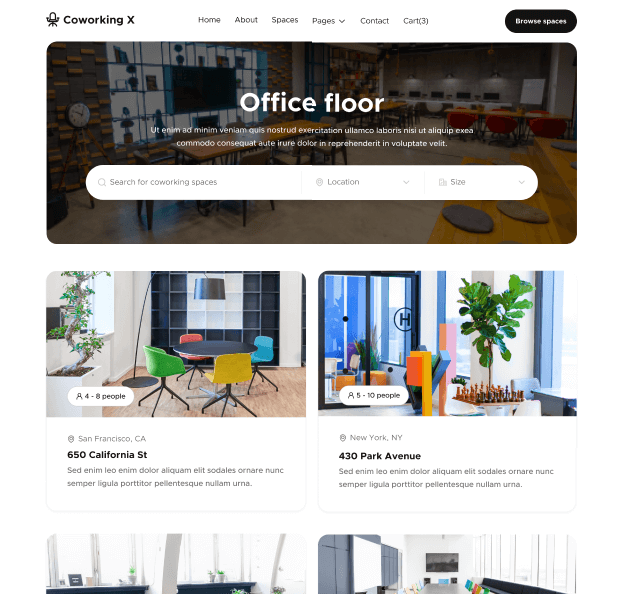 Coworking X
Home About Spaces Pages Contact Cart(3)
Browse spaces
Office floor
Ut enim ad minim veniam quis nostrud exercitation ullamco laboris nisi ut aliquip exea
commodo consequat aute irure dolor in reprehenderit in voluptate velit.
Search for coworking spaces Location Size
H
4 - 8 people
5 - 10 people
San Francisco, CA
650 California St
Sed enim leo enim dolor aliquam elit sodales ornare nunc
semper ligula porttitor pellentesque nullam urna.
New York, NY
430 Park Avenue
Sed enim leo enim dolor aliquam elit sodales ornare nunc
semper ligula porttitor pellentesque nullam urna.